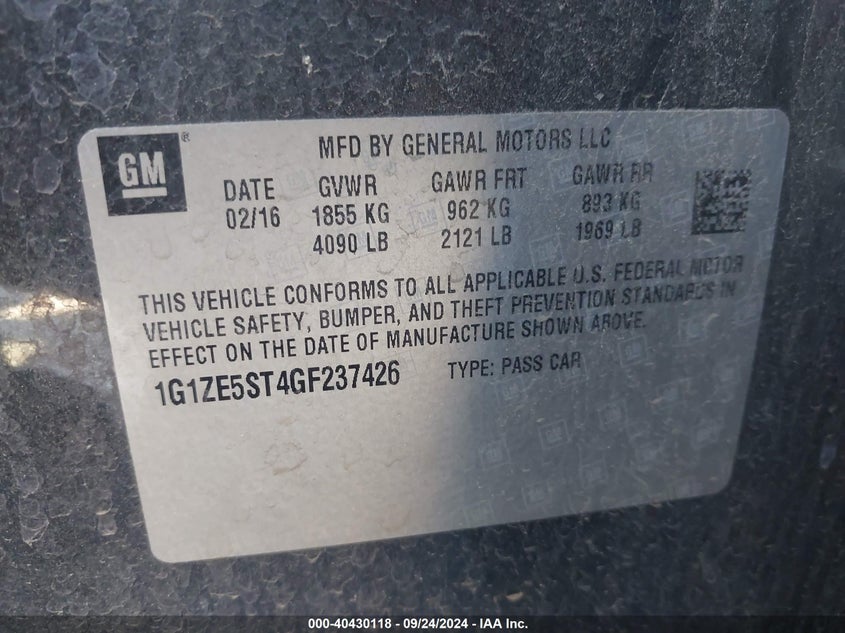 GM®
MFD BY GENERAL MOTORS LLC
DATE GVWR GAWR FRT GAWR RR
02/16 1855 KG 962 KG 893 KG
4090 LB 2121 LB 1969 LB
THIS VEHICLE CONFORMS TO ALL APPLICABLE U.S. FEDERAL MOTOR
VEHICLE SAFETY, BUMPER, AND THEFT PREVENTION STANDARDS IN
EFFECT ON THE DATE OF MANUFACTURE SHOWN ABOVE.
1G1ZE5ST4GF237426 TYPE: PASS CAR
000-40430118 - 09/24/2024 - IAA Inc.